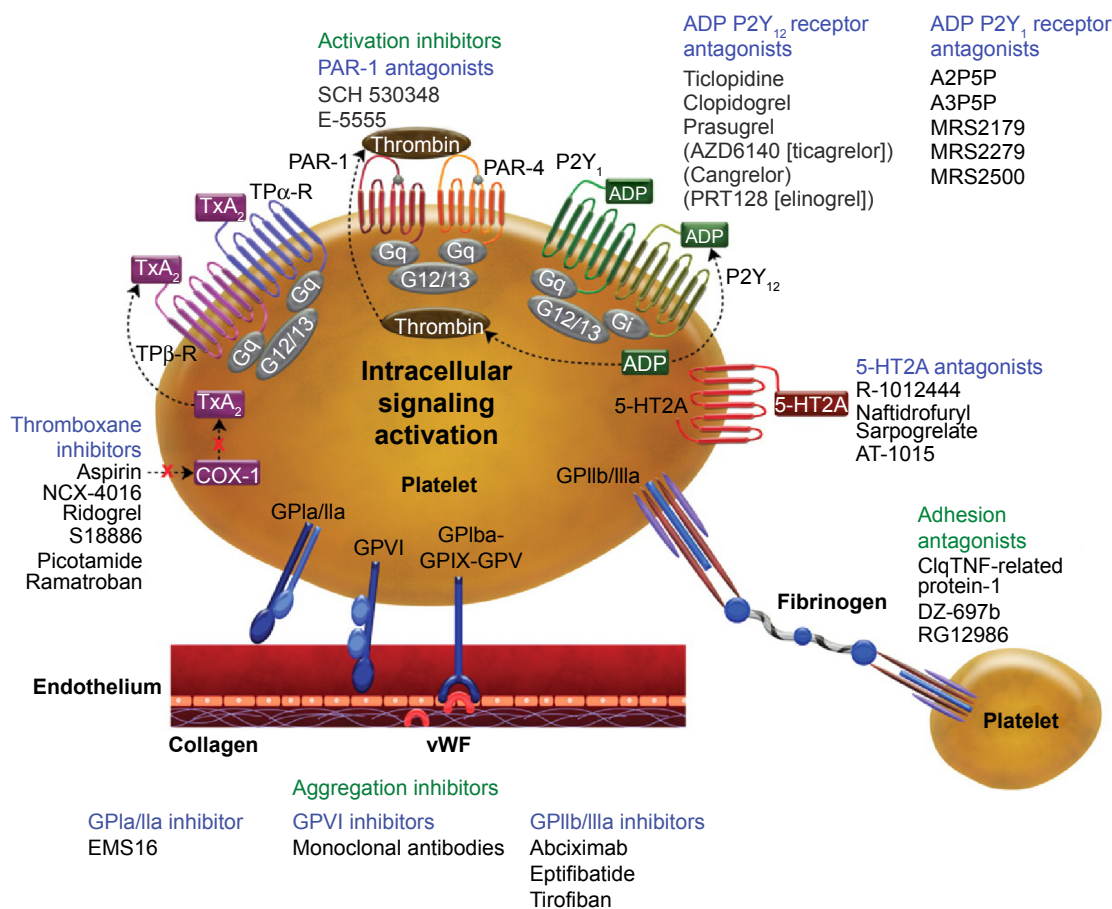 Activation inhibitors
PAR-1 antagonists
SCH 530348
E-5555
ADP P2Y₁₂ receptor
antagonists
Ticlopidine
Clopidogrel
Prasugrel
(AZD6140 [ticagrelor])
(Cangrelor)
(PRT128 [elinogrel])
ADP P2Y₁ receptor
antagonists
A2P5P
A3P5P
MRS2179
MRS2279
MRS2500
Thrombin
PAR-1
PAR-4
P2Y₁
ADP
TPα-R
TxA₂
ADP
TxA₂
P2Y₁₂
Gq
Gq
G12/13
Gq
G12/13
Gq
G12/13
Gi
Gq
TPβ-R
Thrombin
ADP
Intracellular
signaling
activation
Platelet
5-HT2A
5-HT2A
5-HT2A antagonists
R-1012444
Naftidrofuryl
Sarpogrelate
AT-1015
TxA₂
COX-1
Thromboxane
inhibitors
Aspirin
NCX-4016
Ridogrel
S18886
Picotamide
Ramatroban
GPIa/IIa
GPVI
GPIba-
GPIX-GPV
GPIIb/IIIa
Adhesion
antagonists
ClqTNF-related
protein-1
DZ-697b
RG12986
Fibrinogen
Platelet
Endothelium
Collagen
vWF
Aggregation inhibitors
GPIa/IIa inhibitor
EMS16
GPVI inhibitors
Monoclonal antibodies
GPIIb/IIIa inhibitors
Abciximab
Eptifibatide
Tirofiban